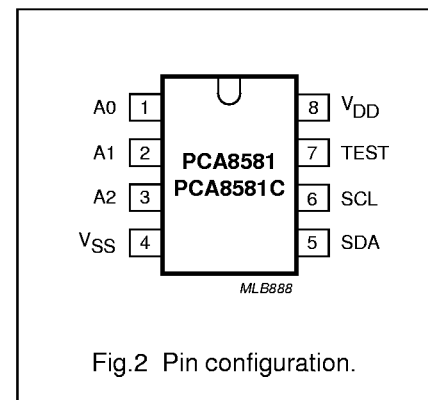 A0 1 8 VDD
A1 2 PCA8581 7 TEST
A2 3 PCA8581C 6 SCL
VSS 4 5 SDA
MLB888
Fig.2 Pin configuration.